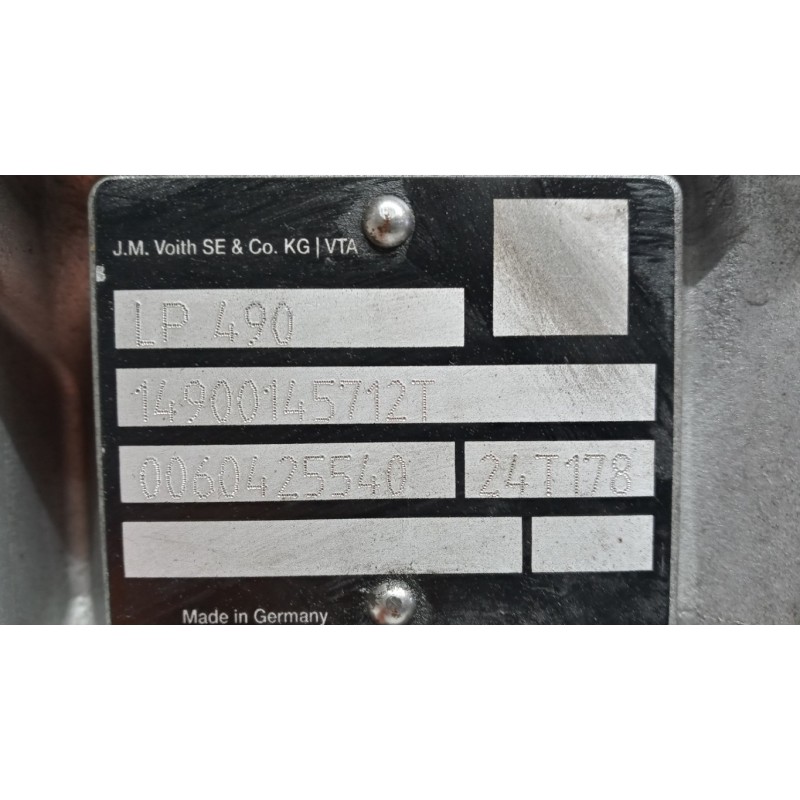 J.M. Voith SE & Co. KG | VTA
LP 490
14900145712T
0060425540 24T178
Made in Germany